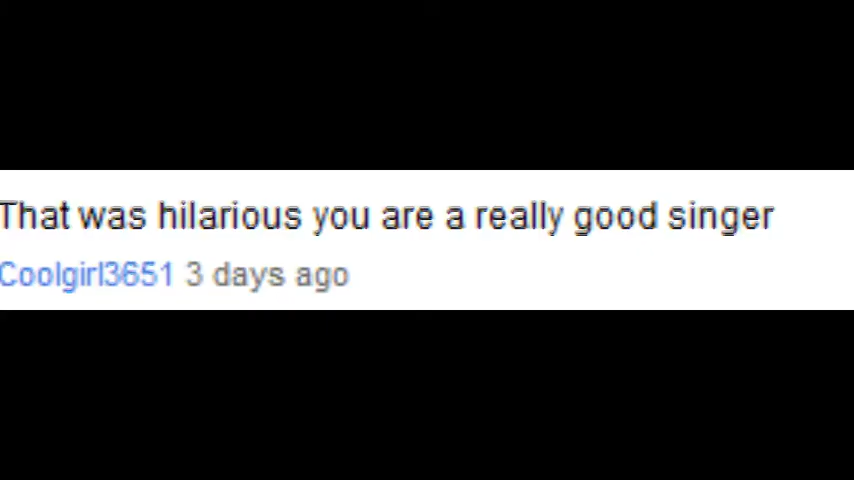 That was hilarious you are a really good singer
Coolgirl3651 3 days ago